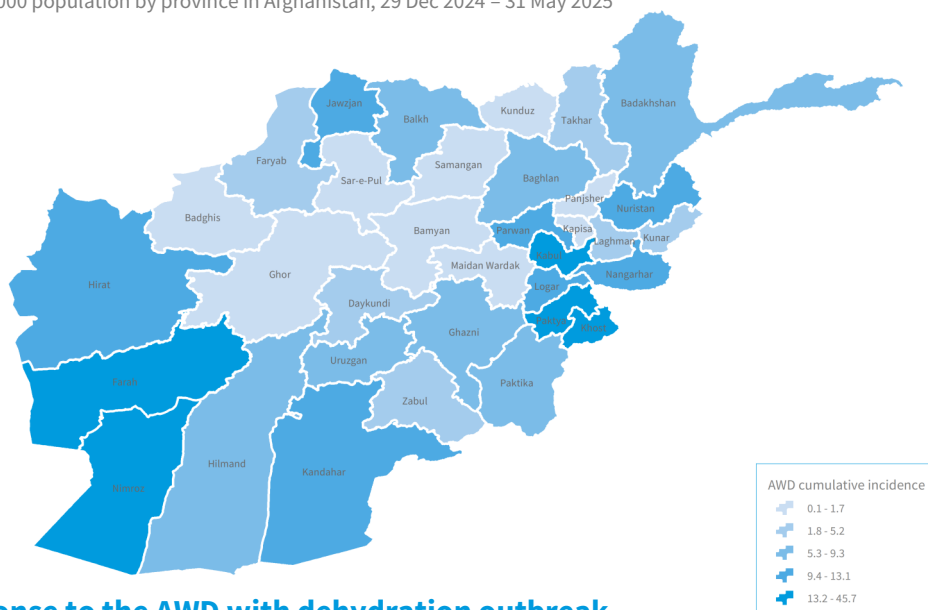 000 population by province in Afghanistan, 29 Dec 2024 – 31 May 2025
Jawzjan
Balkh
Kunduz
Takhar
Badakhshan
Faryab
Sar-e-Pul
Samangan
Baghlan
Panjsher
Nuristan
Badghis
Bamyan
Parwan
Kapisa
Laghman
Kunar
Kabul
Hirat
Ghor
Maidan Wardak
Logar
Nangarhar
Daykundi
Ghazni
Paktya
Khost
Uruzgan
Paktika
Farah
Zabul
Hilmand
Kandahar
Nimroz
AWD cumulative incidence
0.1 - 1.7
1.8 - 5.2
5.3 - 9.3
9.4 - 13.1
13.2 - 45.7
onse to the AWD with dehydration outbreak